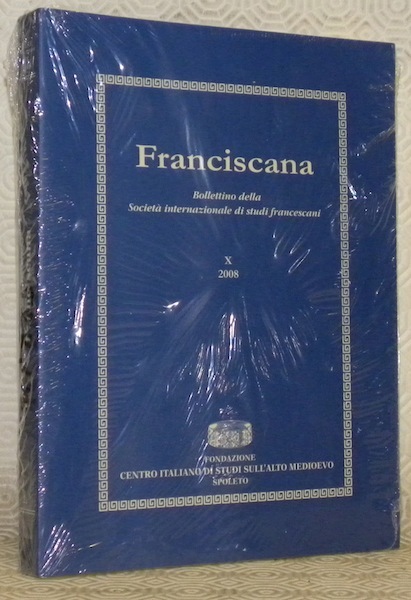 Franciscana
Bollettino della
Società internazionale di studi francescani
X
2008
FONDAZIONE
CENTRO ITALIANO DI STUDI SULL'ALTO MEDIOEVO
SPOLETO